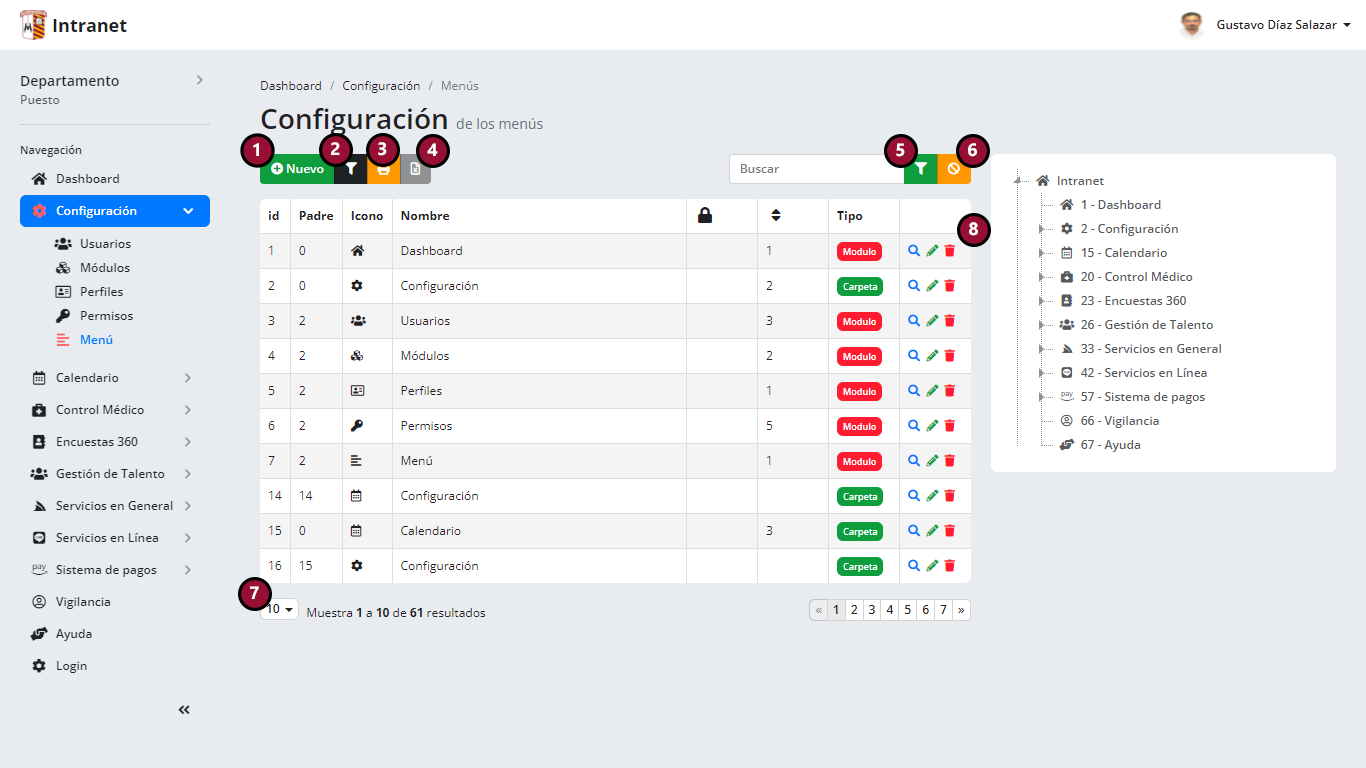 Intranet
Gustavo Díaz Salazar
Departamento
Puesto
Navegación
Dashboard
Configuración
Usuarios
Módulos
Perfiles
Permisos
Menú
Calendario
Control Médico
Encuestas 360
Gestión de Talento
Servicios en General
Servicios en Línea
pay Sistema de pagos
Vigilancia
Ayuda
Login
Dashboard / Configuración / Menús
Configuración de los menús
1 2 3 4 5 6
Nuevo Buscar
id Padre Icono Nombre Tipo
8
1 0 Dashboard 1 Modulo
2 0 Configuración 2 Carpeta
3 2 Usuarios 3 Modulo
4 2 Módulos 2 Modulo
5 2 Perfiles 1 Modulo
6 2 Permisos 5 Modulo
7 2 Menú 1 Modulo
14 14 Configuración Carpeta
15 0 Calendario 3 Carpeta
16 15 Configuración Carpeta
7
10 Muestra 1 a 10 de 61 resultados « 1 2 3 4 5 6 7 »
Intranet
1 - Dashboard
2 - Configuración
15 - Calendario
20 - Control Médico
23 - Encuestas 360
26 - Gestión de Talento
33 - Servicios en General
42 - Servicios en Línea
pay 57 - Sistema de pagos
66 - Vigilancia
67 - Ayuda